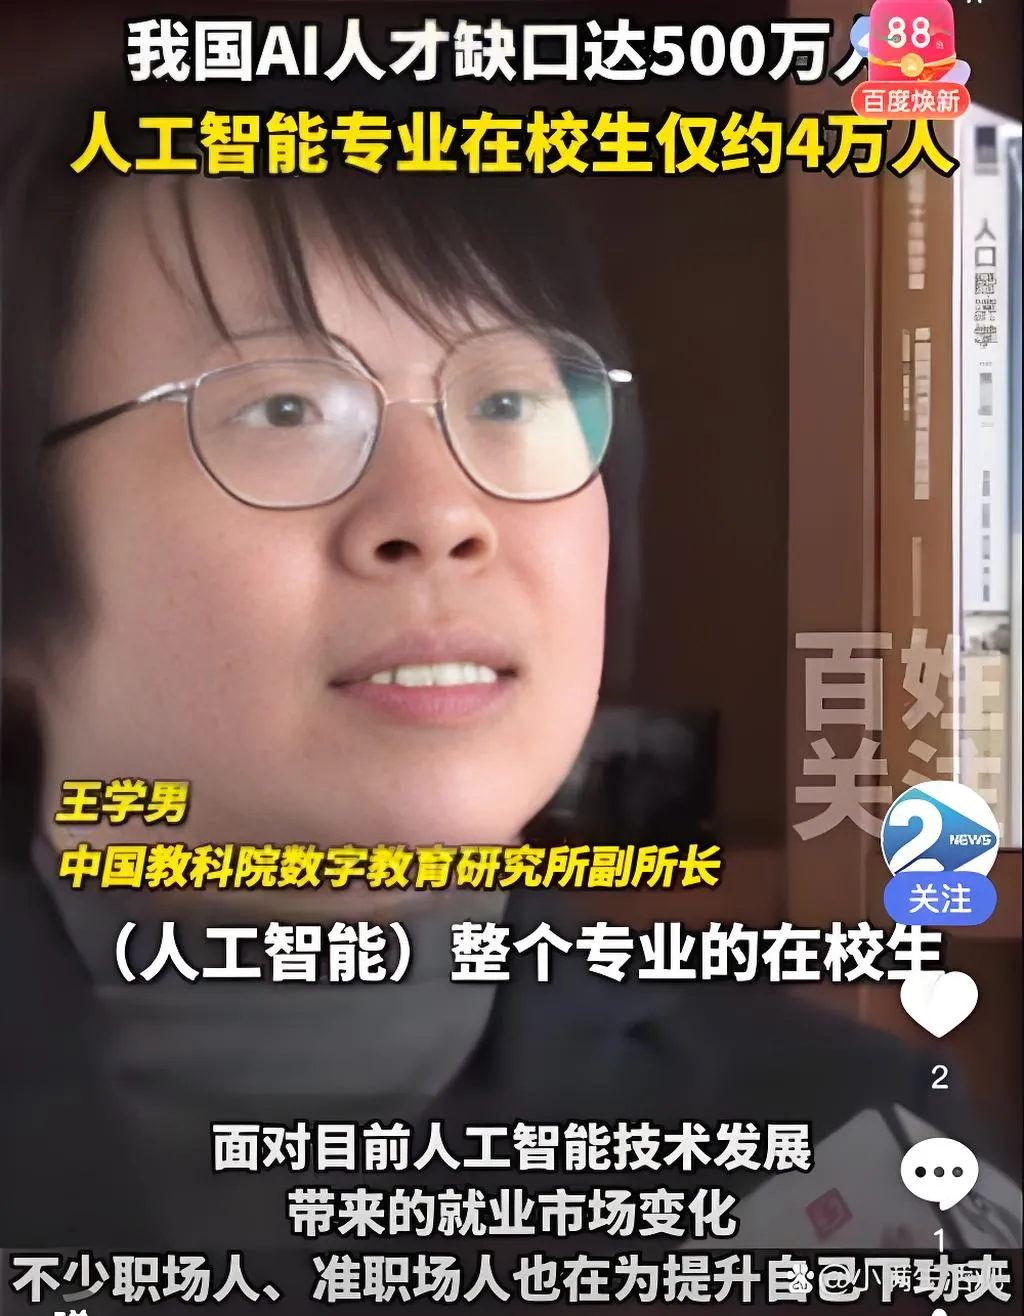 我国AI人才缺口达500万人
88
百度焕新
人工智能专业在校生仅约4万人
人口
百姓
关注
王学男
中国教科院数字教育研究所副所长
2 NEWS
关注
（人工智能）整个专业的在校生
2
面对目前人工智能技术发展
带来的就业市场变化
1
不少职场人、准职场人也在为提升自己下功夫